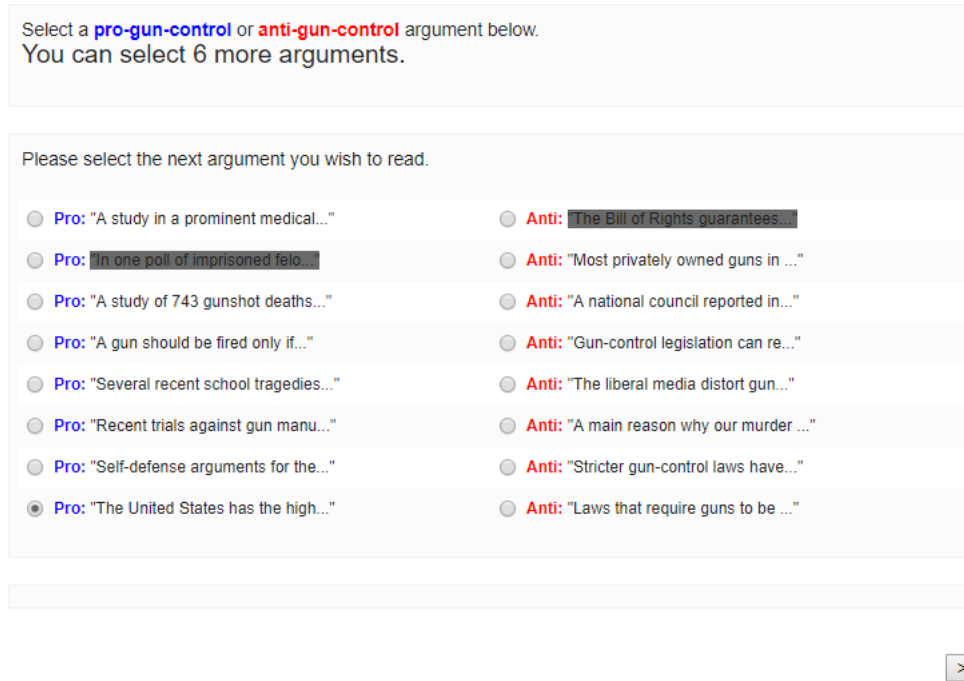 Select a pro-gun-control or anti-gun-control argument below.
You can select 6 more arguments.
Please select the next argument you wish to read.
Pro: "A study in a prominent medical..."
Anti: "The Bill of Rights guarantees..."
Pro: "In one poll of imprisoned felo..."
Anti: "Most privately owned guns in ..."
Pro: "A study of 743 gunshot deaths..."
Anti: "A national council reported in..."
Pro: "A gun should be fired only if..."
Anti: "Gun-control legislation can re..."
Pro: "Several recent school tragedies..."
Anti: "The liberal media distort gun..."
Pro: "Recent trials against gun manu..."
Anti: "A main reason why our murder ..."
Pro: "Self-defense arguments for the..."
Anti: "Stricter gun-control laws have..."
Pro: "The United States has the high..."
Anti: "Laws that require guns to be ..."
>